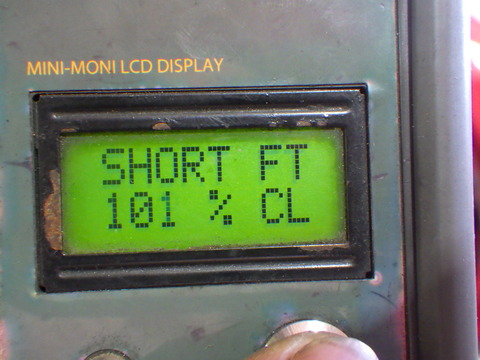 MINI-MONI LCD DISPLAY
SHORT FT
101 % CL